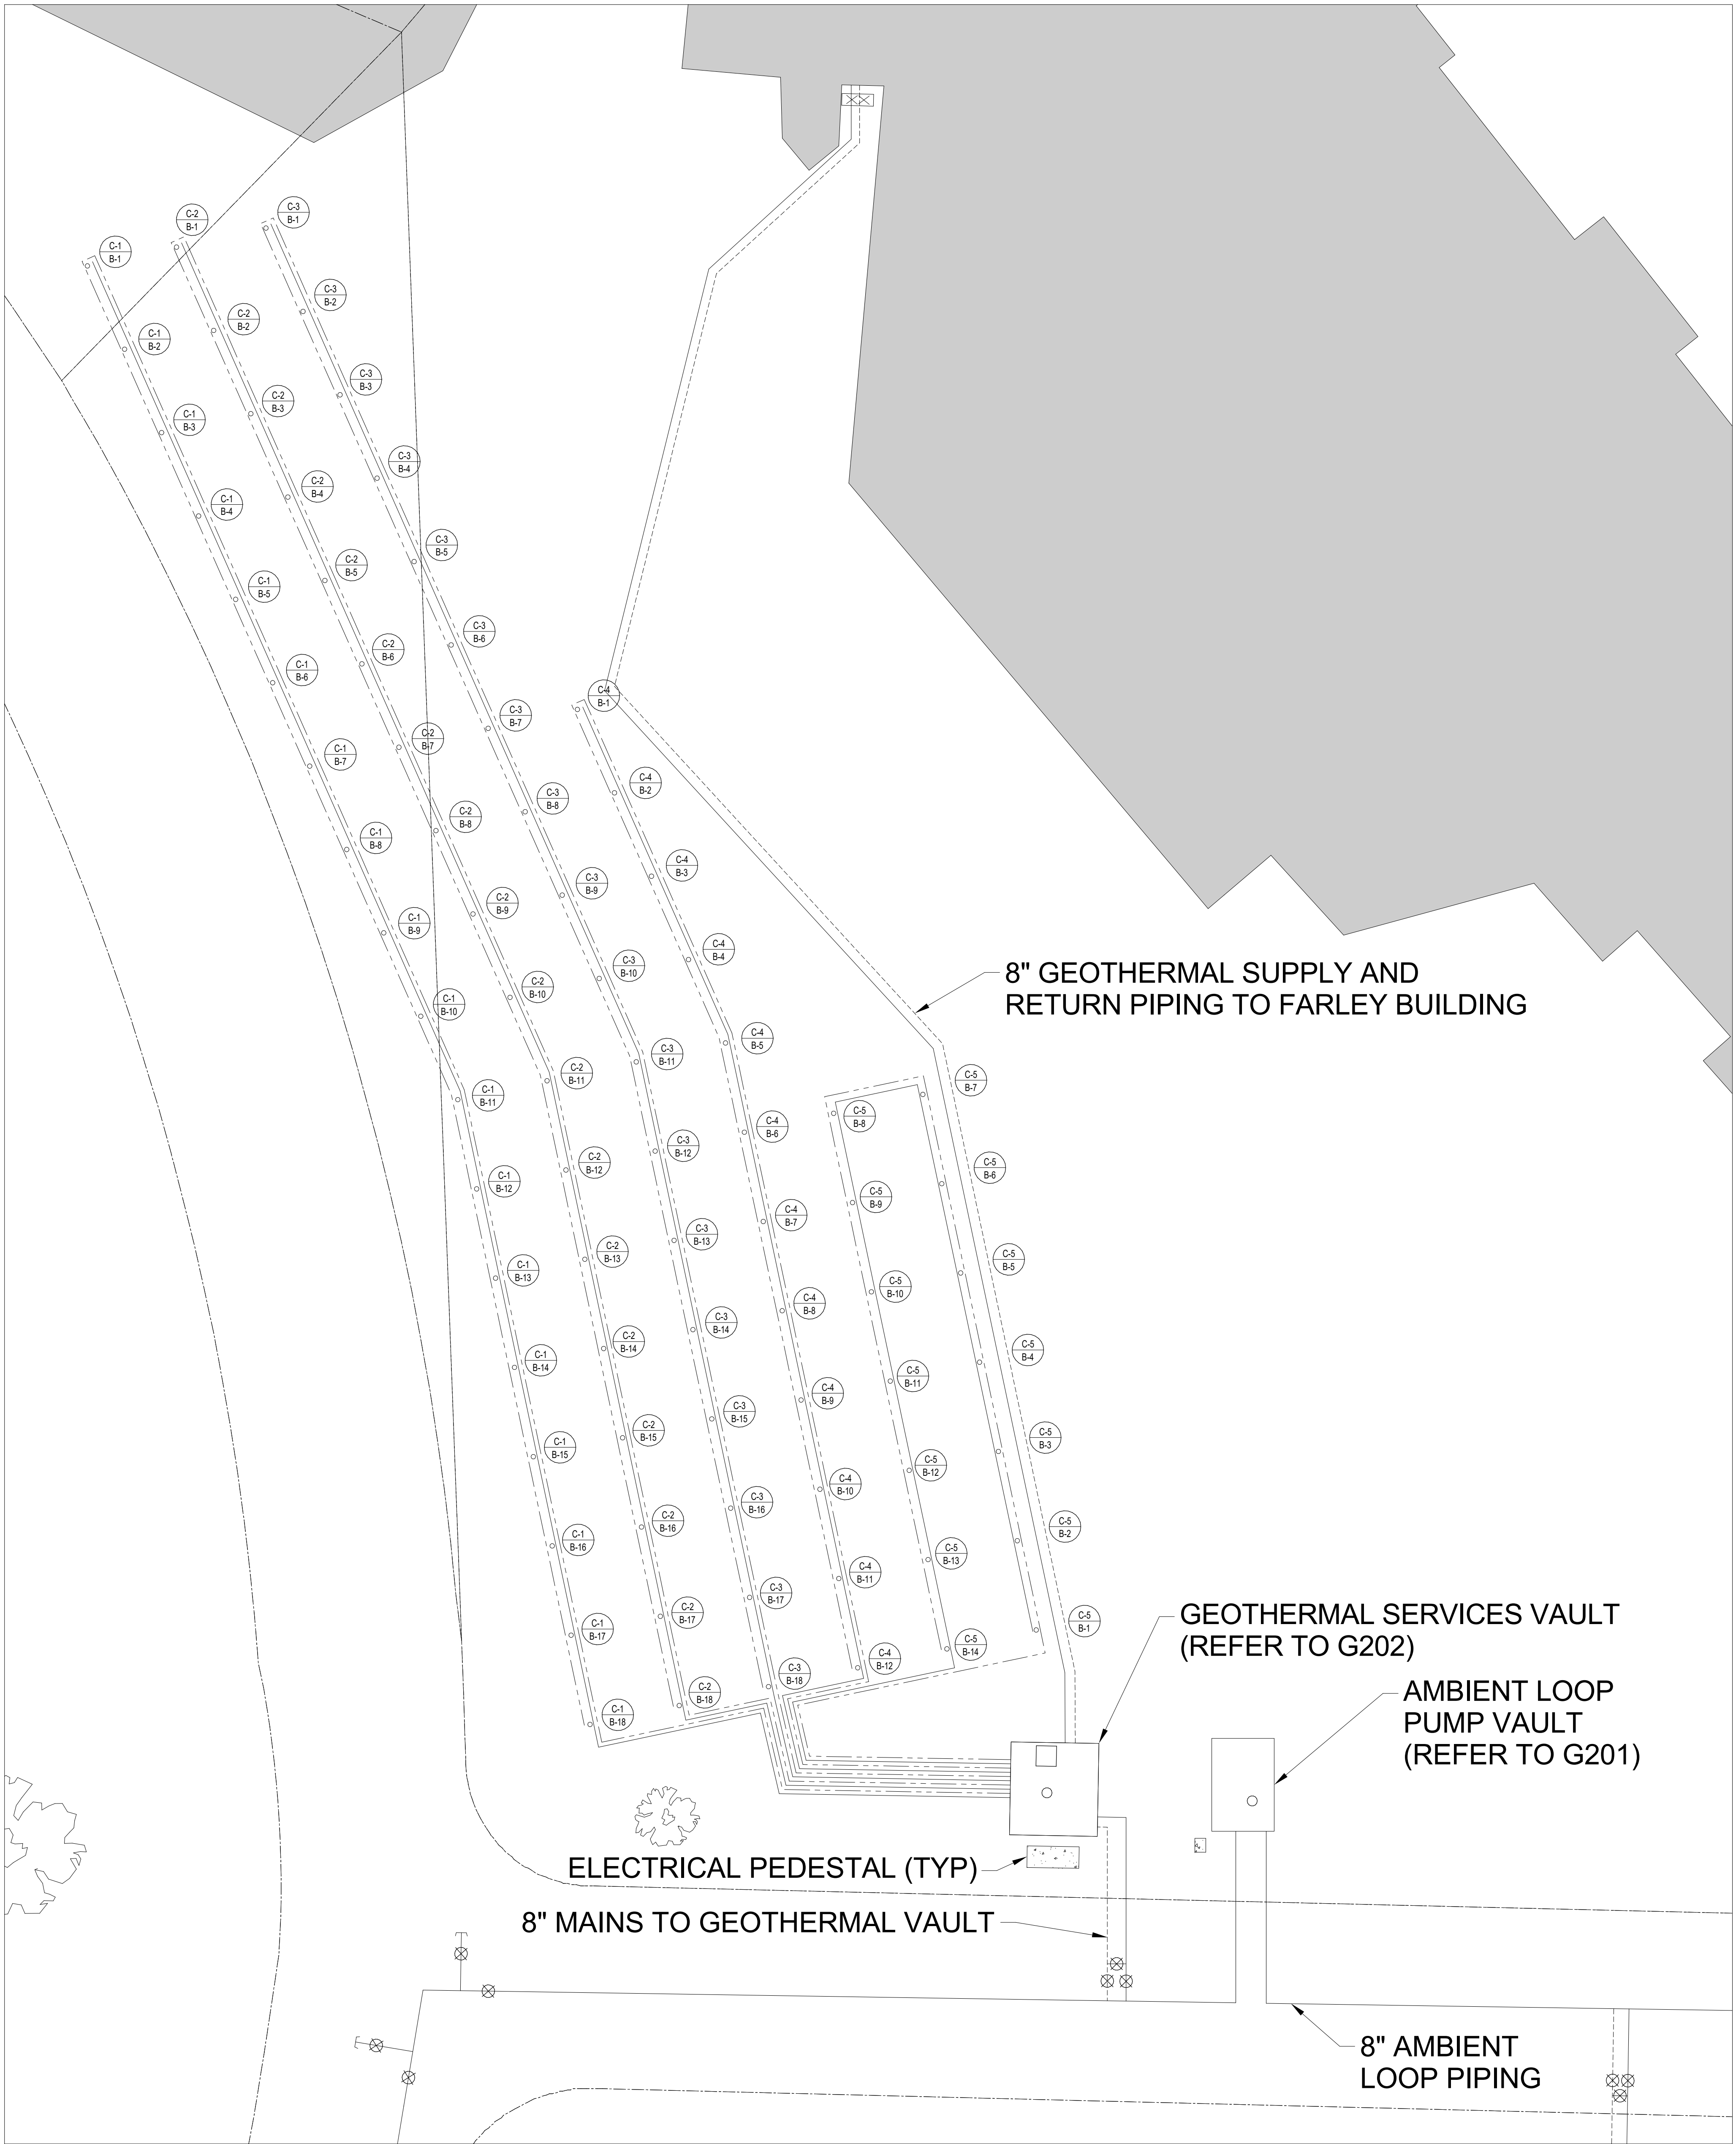 C-3
B-1
C-2
B-1
C-1
B-1
C-3
B-2
C-2
B-2
C-1
B-2
C-3
B-3
C-2
B-3
C-1
B-3
C-3
B-4
C-2
B-4
C-1
B-4
C-3
B-5
C-2
B-5
C-1
B-5
C-3
B-6
C-2
B-6
C-1
B-6
C-4
B-1
C-3
B-7
C-2
B-7
C-1
B-7
C-4
B-2
C-3
B-8
C-2
B-8
C-1
B-8
C-4
B-3
C-3
B-9
C-2
B-9
C-1
B-9
C-4
B-4
C-3
B-10
8" GEOTHERMAL SUPPLY AND
RETURN PIPING TO FARLEY BUILDING
C-2
B-10
C-1
B-10
C-4
B-5
C-3
B-11
C-2
B-11
C-5
B-7
C-1
B-11
C-5
B-8
C-4
B-6
C-3
B-12
C-2
B-12
C-5
B-6
C-1
B-12
C-5
B-9
C-4
B-7
C-3
B-13
C-2
B-13
C-5
B-5
C-1
B-13
C-5
B-10
C-4
B-8
C-3
B-14
C-2
B-14
C-5
B-4
C-1
B-14
C-5
B-11
C-4
B-9
C-3
B-15
C-2
B-15
C-5
B-3
C-1
B-15
C-5
B-12
C-4
B-10
C-3
B-16
C-2
B-16
C-5
B-2
C-1
B-16
C-5
B-13
C-4
B-11
C-3
B-17
C-2
B-17
C-5
B-1
C-1
B-17
C-5
B-14
C-4
B-12
C-3
B-18
C-2
B-18
C-1
B-18
GEOTHERMAL SERVICES VAULT
(REFER TO G202)
AMBIENT LOOP
PUMP VAULT
(REFER TO G201)
ELECTRICAL PEDESTAL (TYP)
8" MAINS TO GEOTHERMAL VAULT
8" AMBIENT
LOOP PIPING